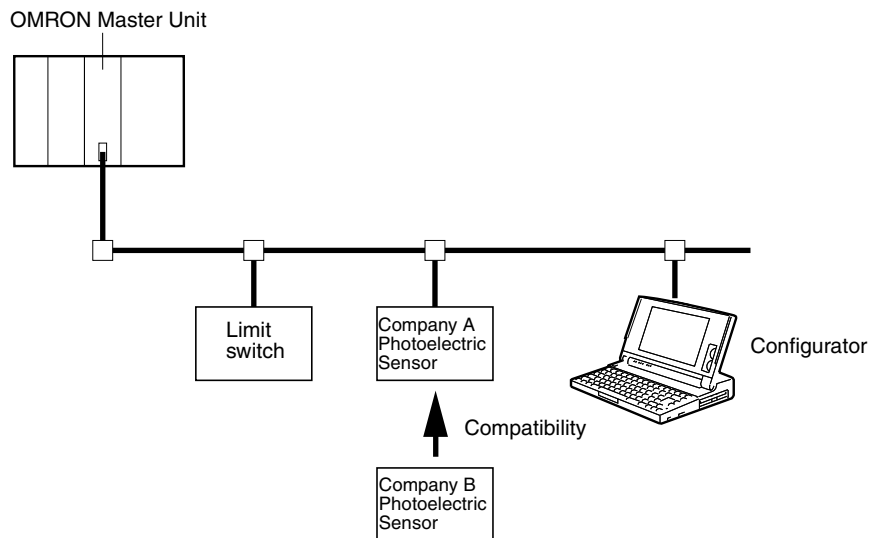 OMRON Master Unit
Limit
switch
Company A
Photoelectric
Sensor
Configurator
Compatibility
Company B
Photoelectric
Sensor